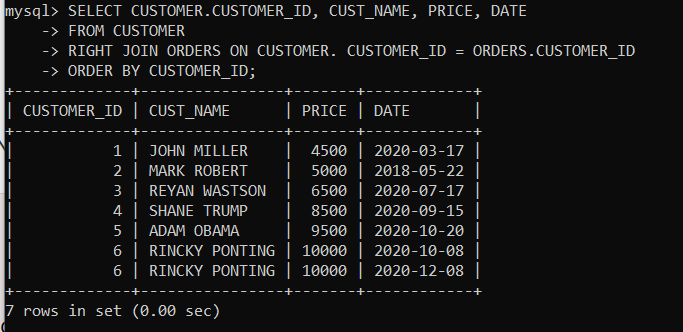 mysql> SELECT CUSTOMER.CUSTOMER_ID, CUST_NAME, PRICE, DATE
    -> FROM CUSTOMER
    -> RIGHT JOIN ORDERS ON CUSTOMER. CUSTOMER_ID = ORDERS.CUSTOMER_ID
    -> ORDER BY CUSTOMER_ID;
+-------------+----------------+-------+------------+
| CUSTOMER_ID | CUST_NAME      | PRICE | DATE       |
+-------------+----------------+-------+------------+
|           1 | JOHN MILLER    |  4500 | 2020-03-17 |
|           2 | MARK ROBERT    |  5000 | 2018-05-22 |
|           3 | REYAN WASTSON  |  6500 | 2020-07-17 |
|           4 | SHANE TRUMP    |  8500 | 2020-09-15 |
|           5 | ADAM OBAMA     |  9500 | 2020-10-20 |
|           6 | RINCKY PONTING | 10000 | 2020-10-08 |
|           6 | RINCKY PONTING | 10000 | 2020-12-08 |
+-------------+----------------+-------+------------+
7 rows in set (0.00 sec)